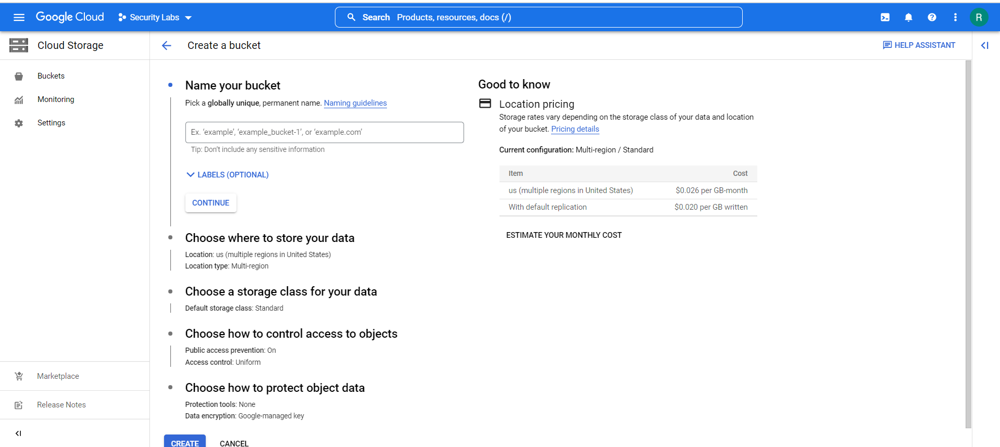 Google Cloud
Security Labs
Search Products, resources, docs (/)
R
Cloud Storage
Create a bucket
HELP ASSISTANT
Buckets
Monitoring
Settings
Marketplace
Release Notes
Name your bucket
Pick a globally unique, permanent name. Naming guidelines
Ex. ‘example’, ‘example_bucket-1’, or ‘example.com’
Tip: Don’t include any sensitive information
LABELS (OPTIONAL)
CONTINUE
Choose where to store your data
Location: us (multiple regions in United States)
Location type: Multi-region
Choose a storage class for your data
Default storage class: Standard
Choose how to control access to objects
Public access prevention: On
Access control: Uniform
Choose how to protect object data
Protection tools: None
Data encryption: Google-managed key
CREATE CANCEL
Good to know
Location pricing
Storage rates vary depending on the storage class of your data and location
of your bucket. Pricing details
Current configuration: Multi-region / Standard
Item Cost
us (multiple regions in United States) $0.026 per GB-month
With default replication $0.020 per GB written
ESTIMATE YOUR MONTHLY COST